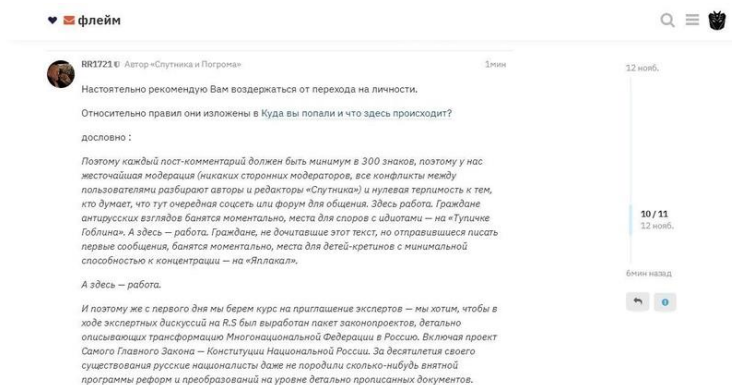 флейм
RR1721 Автор «Спутника и Погрома» 1мин
12 нояб.
Настоятельно рекомендую Вам воздержаться от перехода на личности.
Относительно правил они изложены в Куда вы попали и что здесь происходит?
дословно :
Поэтому каждый пост-комментарий должен быть минимум в 300 знаков, поэтому у нас
жесточайшая модерация (никаких сторонних модераторов, все конфликты между
пользователями разбирают авторы и редакторы «Спутника») и нулевая терпимость к тем,
кто думает, что тут очередная соцсеть или форум для общения. Здесь работа. Граждане
антирусских взглядов банятся моментально, места для споров с идиотами — на «Тупичке
Гоблина». А здесь — работа. Граждане, не дочитавшие этот текст, но отправившиеся писать
первые сообщения, банятся моментально, места для детей-кретинов с минимальной
способностью к концентрации — на «Яплакал».
10 / 11
12 нояб.
6мин назад
А здесь — работа.
И поэтому же с первого дня мы берем курс на приглашение экспертов — мы хотим, чтобы в
ходе экспертных дискуссий на R.S был выработан пакет законопроектов, детально
описывающих трансформацию Многонациональной Федерации в Россию. Включая проект
Самого Главного Закона — Конституции Национальной России. За десятилетия своего
существования русские националисты даже не породили сколько-нибудь внятной
программы реформ и преобразований на уровне детально прописанных документов.